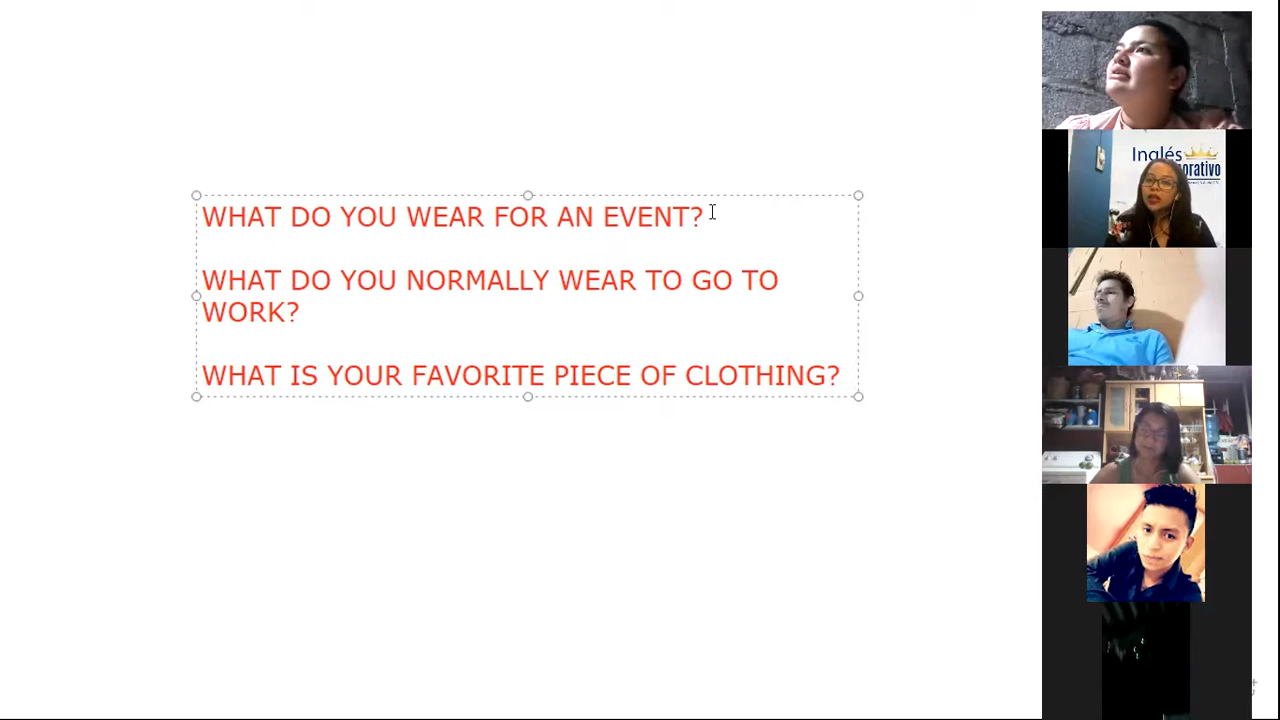 WHAT DO YOU WEAR FOR AN EVENT?
WHAT DO YOU NORMALLY WEAR TO GO TO
WORK?
WHAT IS YOUR FAVORITE PIECE OF CLOTHING?
Inglés